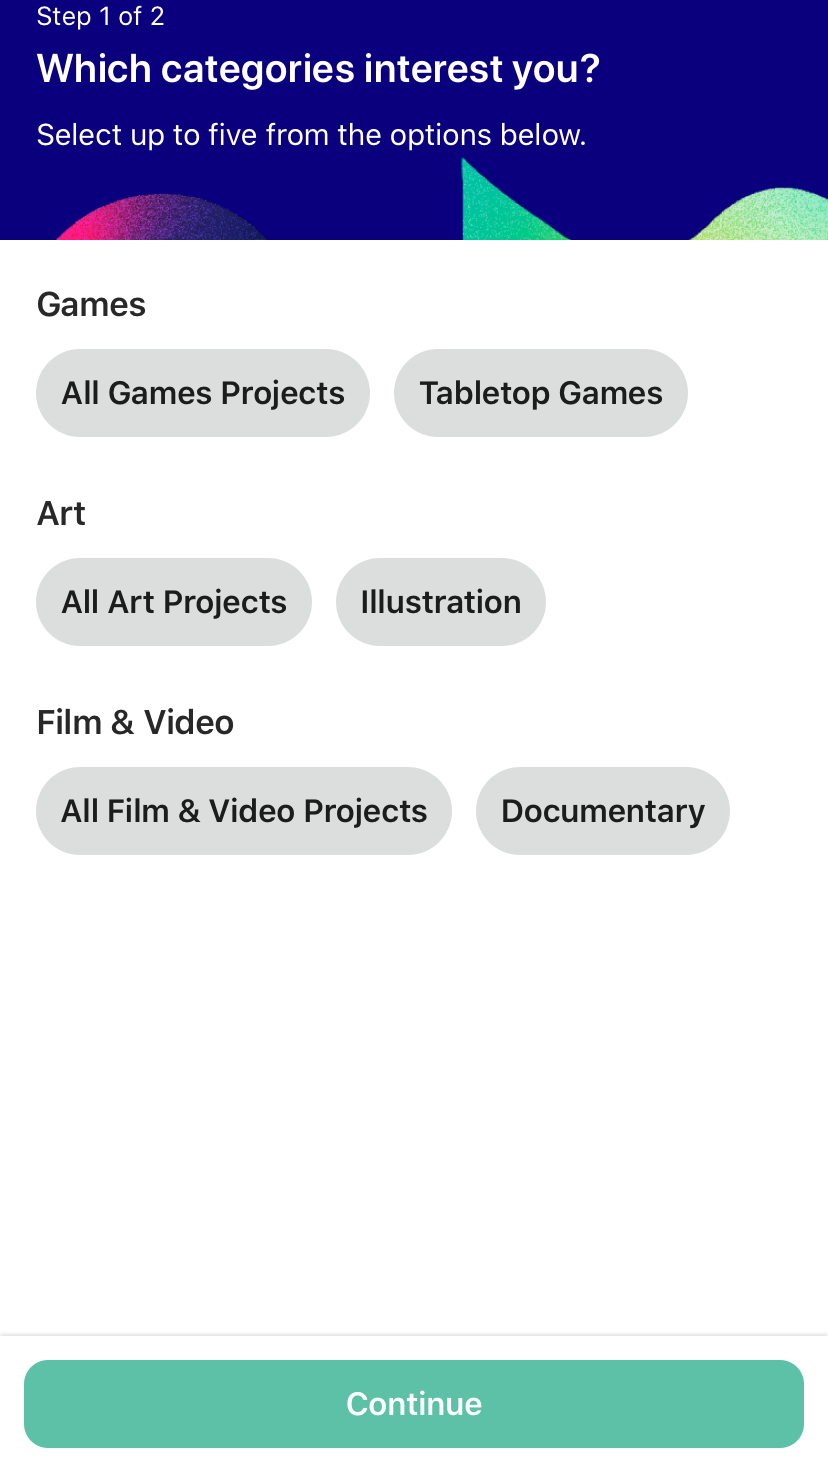 Step 1 of 2
Which categories interest you?
Select up to five from the options below.
Games
All Games Projects
Tabletop Games
Art
All Art Projects
Illustration
Film & Video
All Film & Video Projects
Documentary
Continue